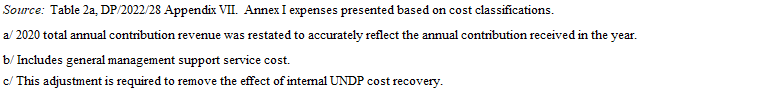 Source: Table 2a, DP/2022/28 Appendix VII. Annex I expenses presented based on cost classifications.
a/ 2020 total annual contribution revenue was restated to accurately reflect the annual contribution received in the year.
b/ Includes general management support service cost.
c/ This adjustment is required to remove the effect of internal UNDP cost recovery.